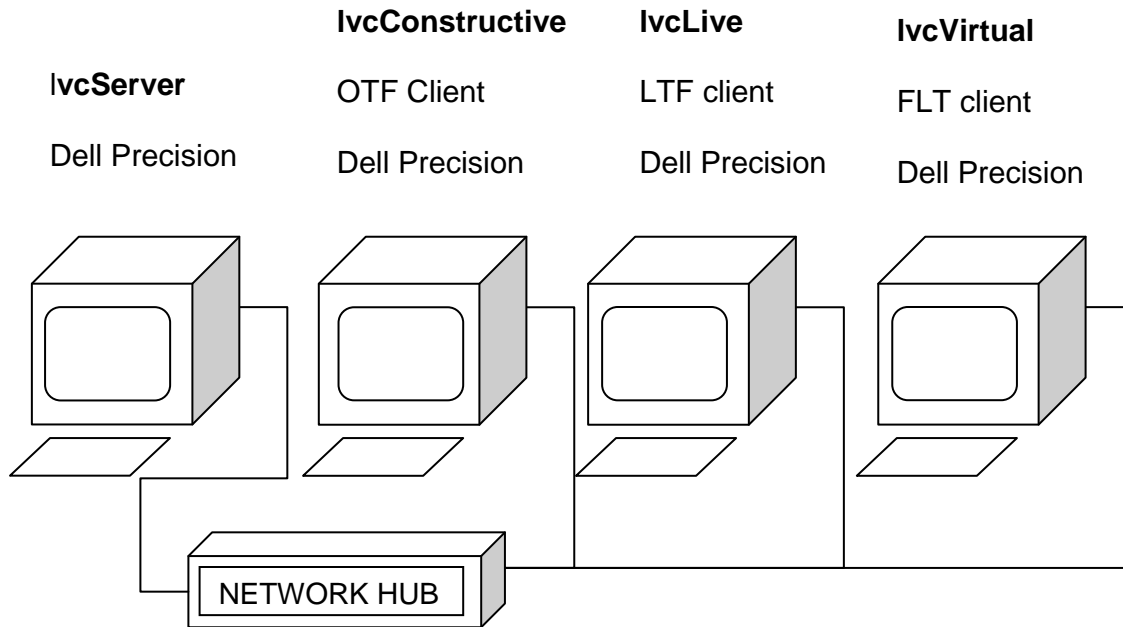 lvcServer
Dell Precision
lvcConstructive
OTF Client
Dell Precision
lvcLive
LTF client
Dell Precision
lvcVirtual
FLT client
Dell Precision
NETWORK HUB